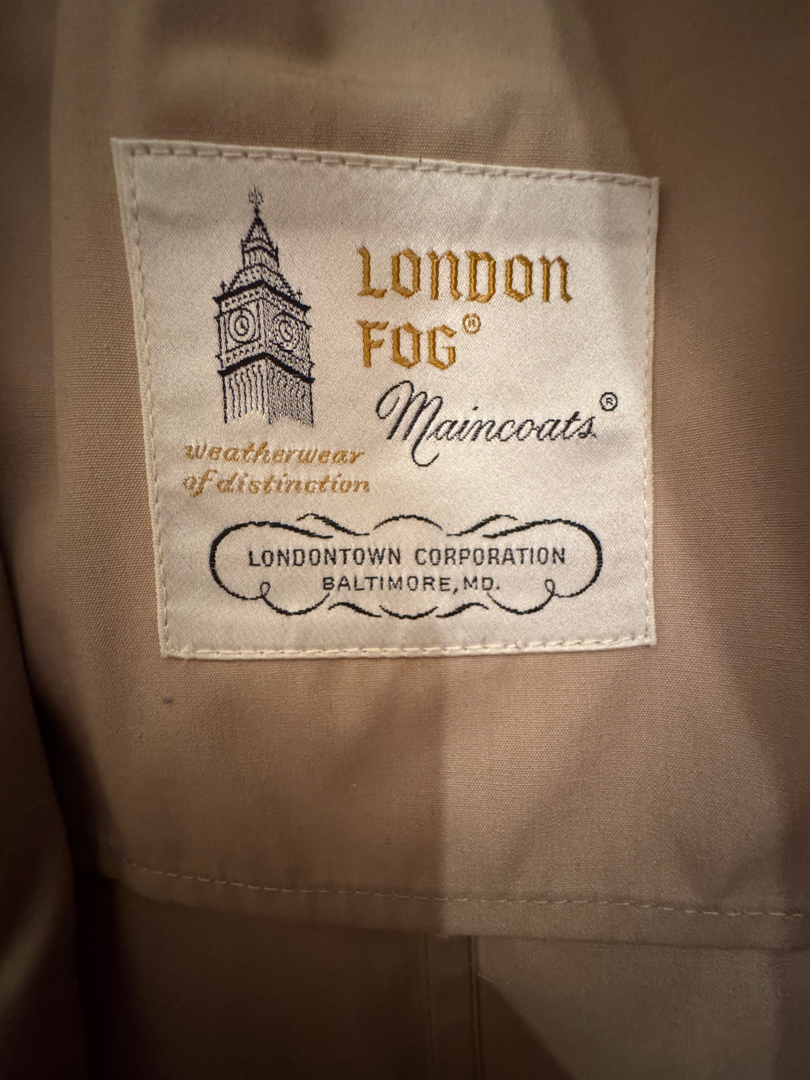 LONDON
FOG®
Maincoats®
weatherwear
of distinction
LONDONTOWN CORPORATION
BALTIMORE, MD.